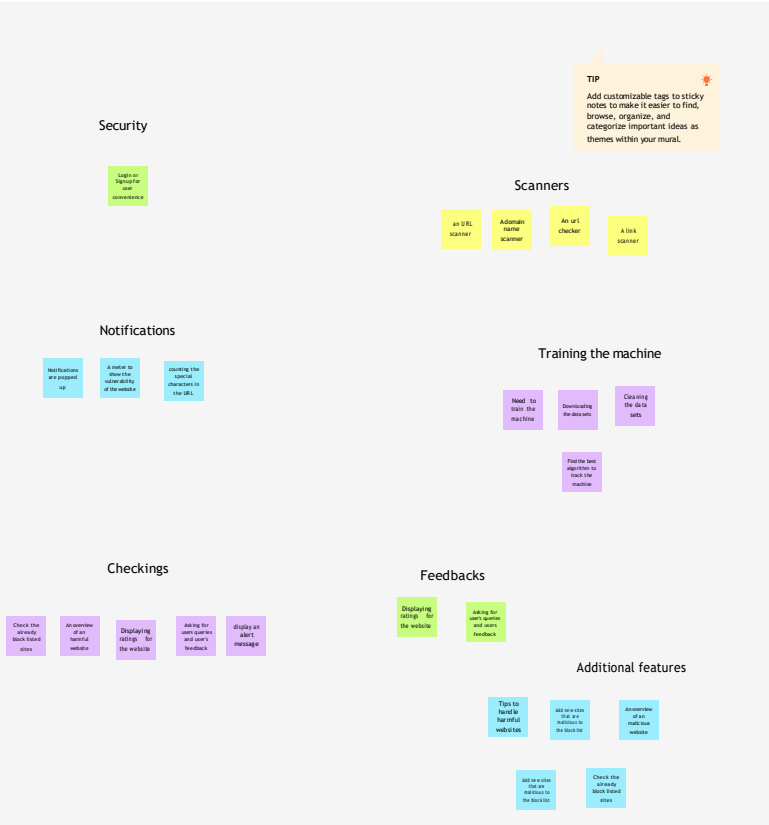 TIP
Add customizable tags to sticky
notes to make it easier to find,
browse, organize, and
categorize important ideas as
themes within your mural.
Security
Login or
Signup for
user
convenience
Scanners
an URL
scanner
A domain
name
scanner
An url
checker
A link
scanner
Notifications
Notifications
are popped
up
A meter to
show the
vulnerability
of the website
counting the
special
characters in
the URL
Training the machine
Need to
train the
machine
Downloading
the data sets
Cleaning
the data
sets
Find the best
algorithm to
track the
machine
Checkings
Check the
already
block listed
sites
An overview
of an
harmful
website
Displaying
ratings for
the website
Asking for
users queries
and user's
feedback
display an
alert
message
Feedbacks
Displaying
ratings for
the website
Asking for
user's queries
and users
feedback
Additional features
Tips to
handle
harmful
websites
Add new sites
that are
malicious to
the block list
An overview
of an
malicious
website
Add new sites
that are
malicious to
the block list
Check the
already
block listed
sites